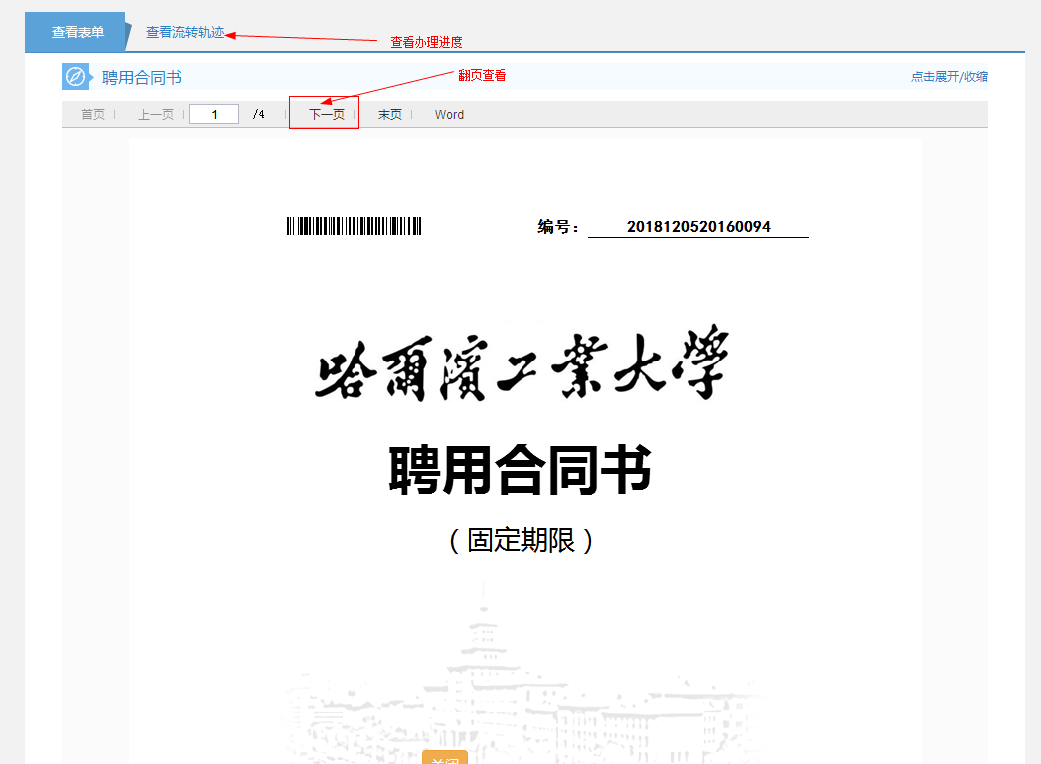 查看表单
查看流转轨迹
查看办理进度
聘用合同书
翻页查看
点击展开/收缩
首页 上一页 1 /4 下一页 末页 Word
编号： 2018120520160094
哈爾濱工業大學
聘用合同书
（固定期限）
关闭